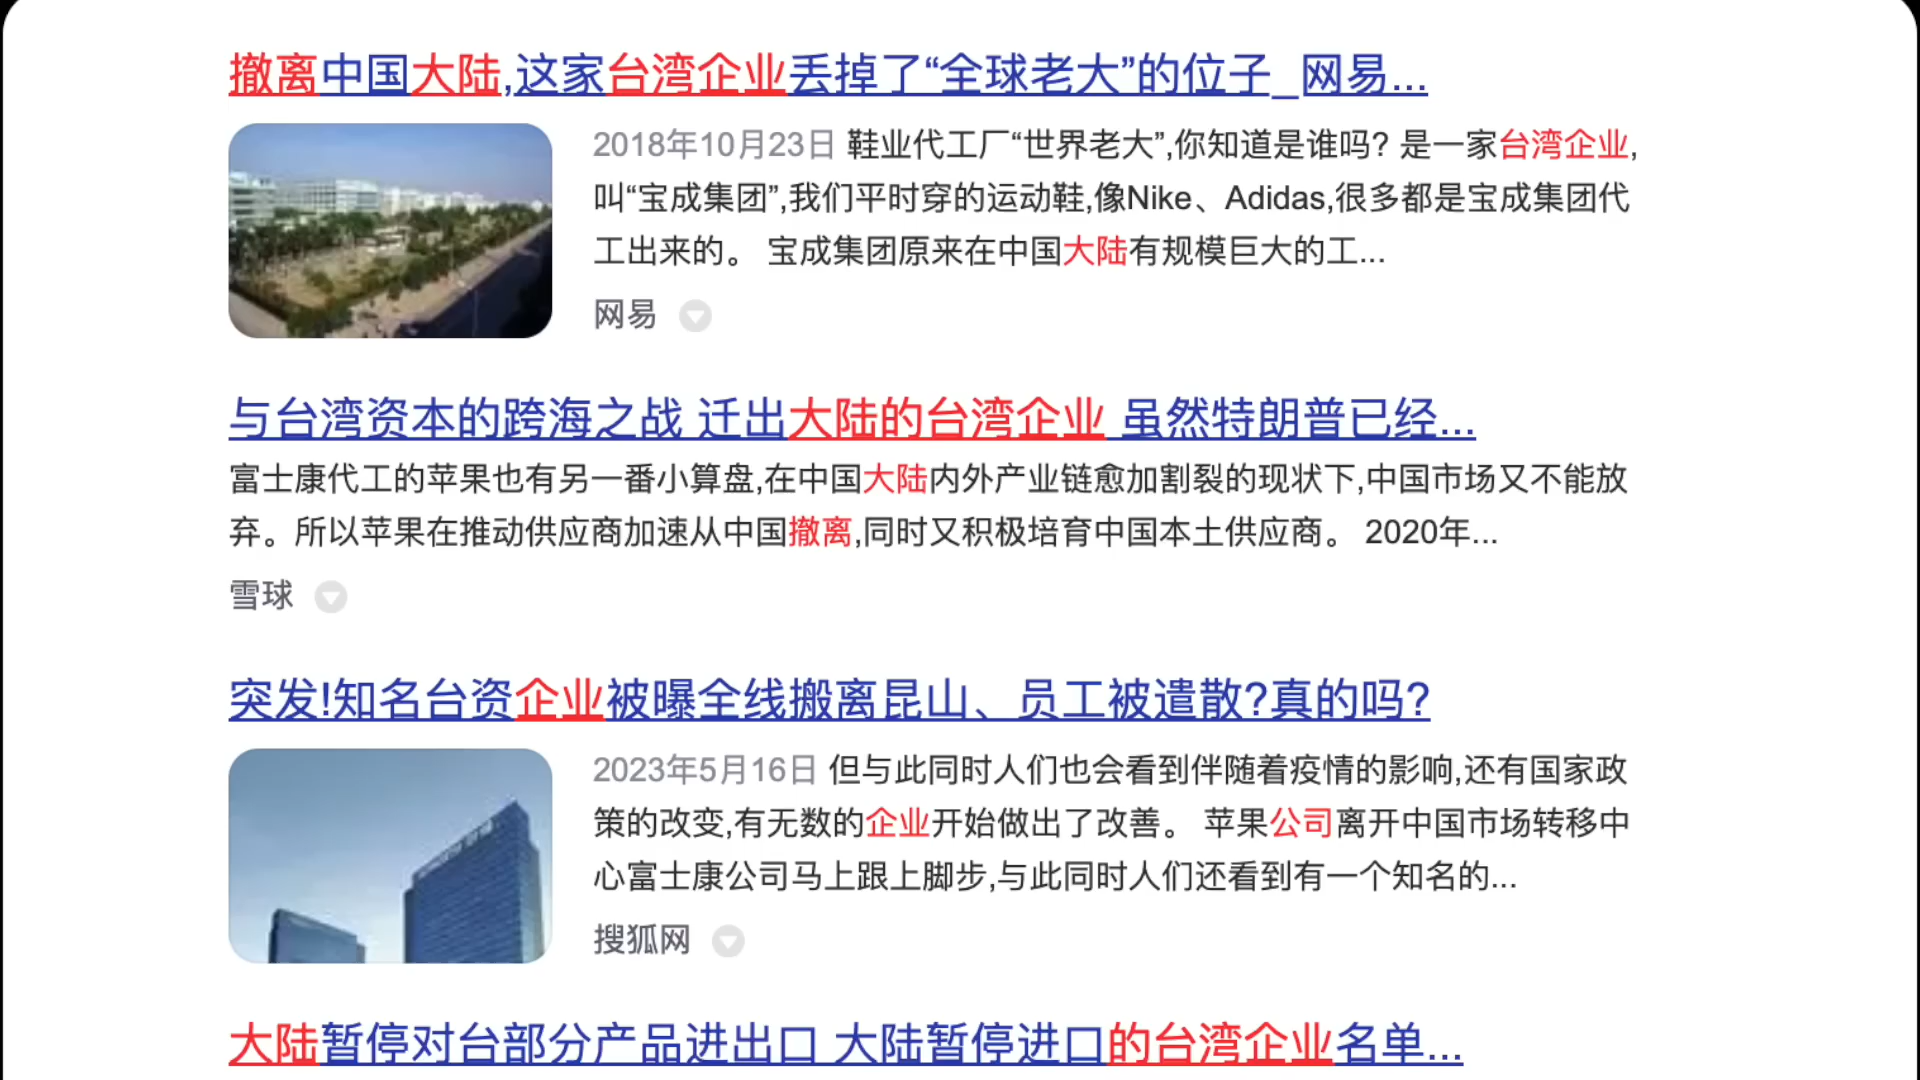 撤离中国大陆,这家台湾企业丢掉了“全球老大”的位子_网易...
2018年10月23日 鞋业代工厂“世界老大”,你知道是谁吗? 是一家台湾企业,
叫“宝成集团”,我们平时穿的运动鞋,像Nike、Adidas,很多都是宝成集团代
工出来的。 宝成集团原来在中国大陆有规模巨大的工...
网易
与台湾资本的跨海之战 迁出大陆的台湾企业 虽然特朗普已经...
富士康代工的苹果也有另一番小算盘,在中国大陆内外产业链愈加割裂的现状下,中国市场又不能放
弃。所以苹果在推动供应商加速从中国撤离,同时又积极培育中国本土供应商。 2020年...
雪球
突发!知名台资企业被曝全线搬离昆山、员工被遣散?真的吗?
2023年5月16日 但与此同时人们也会看到伴随着疫情的影响,还有国家政
策的改变,有无数的企业开始做出了改善。 苹果公司离开中国市场转移中
心富士康公司马上跟上脚步,与此同时人们还看到有一个知名的...
搜狐网
大陆暂停对台部分产品进出口 大陆暂停进口的台湾企业名单...